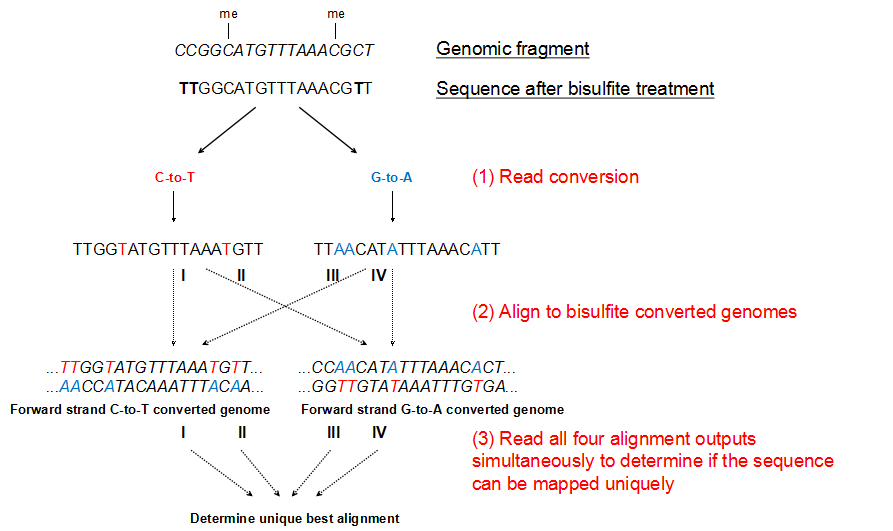 me me
CCGGCATGTTTAAACGCT Genomic fragment
TTGGCATGTTTAAACGTT Sequence after bisulfite treatment
C-to-T G-to-A (1) Read conversion
TTGGTATGTTTAAATGTT TTAACATATTTAAACATT
I II III IV
(2) Align to bisulfite converted genomes
...TTGGTATGTTTAAATGTT... ...CCAACATATTTAAACACT...
...AACCATACAAATTTACAA... ...GGTTGTATAAATTTGTGA...
Forward strand C-to-T converted genome Forward strand G-to-A converted genome
I II III IV
(3) Read all four alignment outputs
simultaneously to determine if the sequence
can be mapped uniquely
Determine unique best alignment